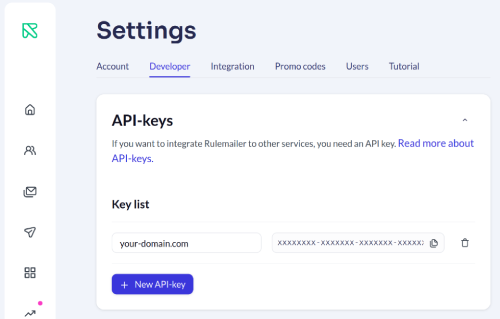 Settings
Account Developer Integration Promo codes Users Tutorial
API-keys
If you want to integrate Rulemailer to other services, you need an API key. Read more about
API-keys.
Key list
your-domain.com xxxxxxxx-xxxxxxx-xxxxxxx-xxxxx
+ New API-key